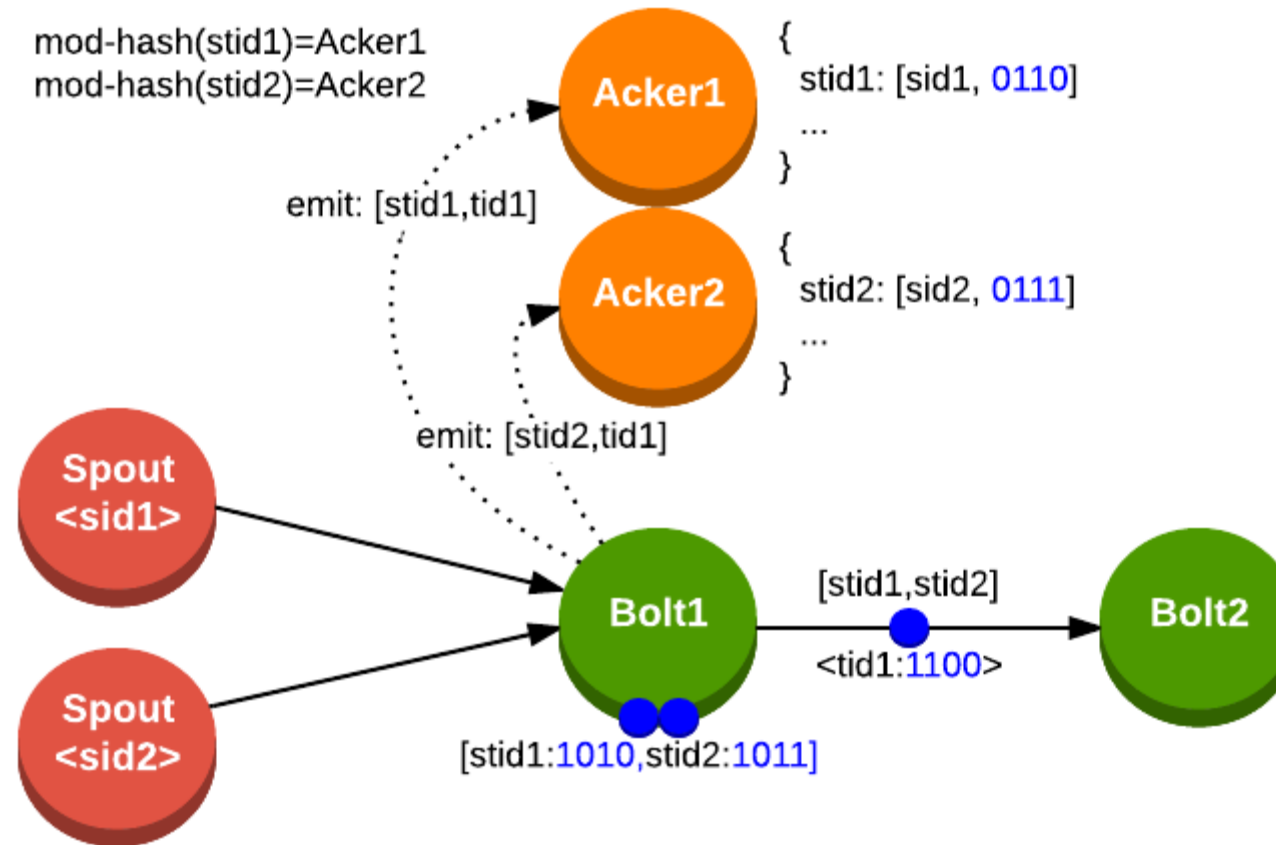 mod-hash(stid1)=Acker1
mod-hash(stid2)=Acker2
Acker1
{
stid1: [sid1, 0110]
...
}
emit: [stid1,tid1]
Acker2
{
stid2: [sid2, 0111]
...
}
emit: [stid2,tid1]
Spout
<sid1>
Spout
<sid2>
Bolt1
[stid1:1010,stid2:1011]
[stid1,stid2]
<tid1:1100>
Bolt2